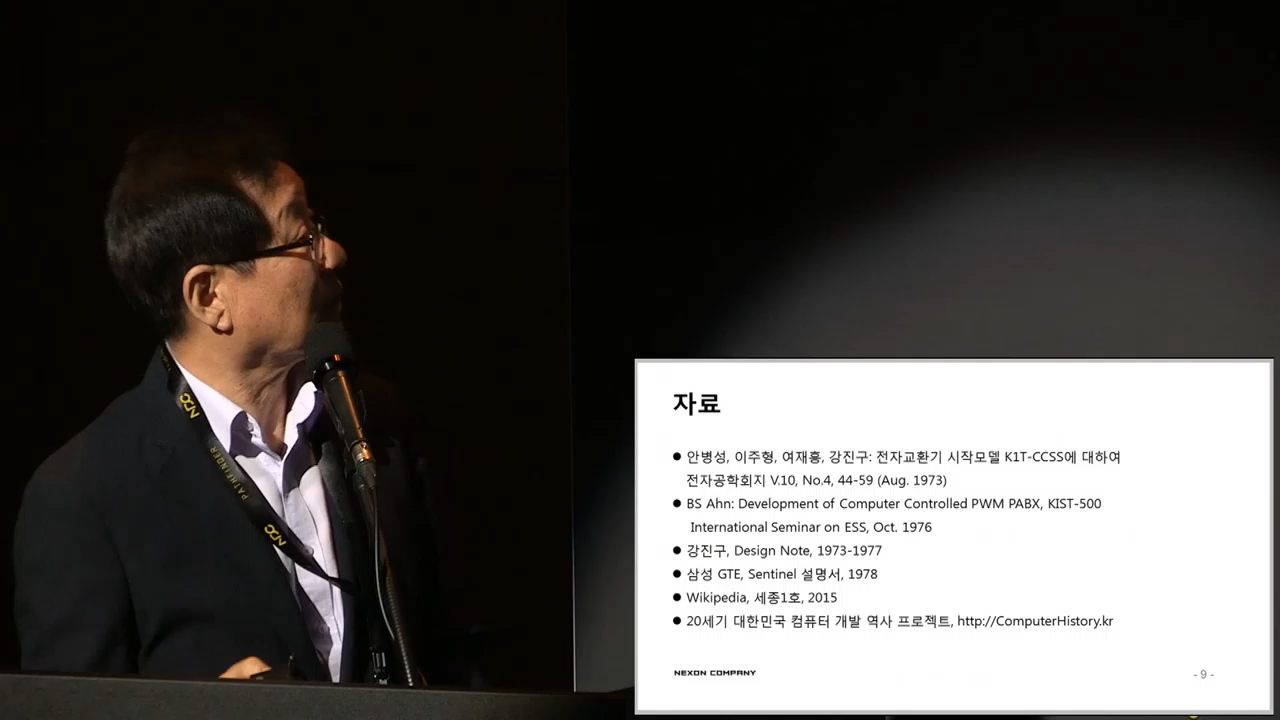 NXC
PATHFINDER
NXC
자료
● 안병성, 이주형, 여재흥, 강진구: 전자교환기 시작모델 K1T-CCSS에 대하여
전자공학회지 V.10, No.4, 44-59 (Aug. 1973)
● BS Ahn: Development of Computer Controlled PWM PABX, KIST-500
International Seminar on ESS, Oct. 1976
● 강진구, Design Note, 1973-1977
● 삼성 GTE, Sentinel 설명서, 1978
● Wikipedia, 세종1호, 2015
● 20세기 대한민국 컴퓨터 개발 역사 프로젝트, http://ComputerHistory.kr
NEXON COMPANY
- 9 -